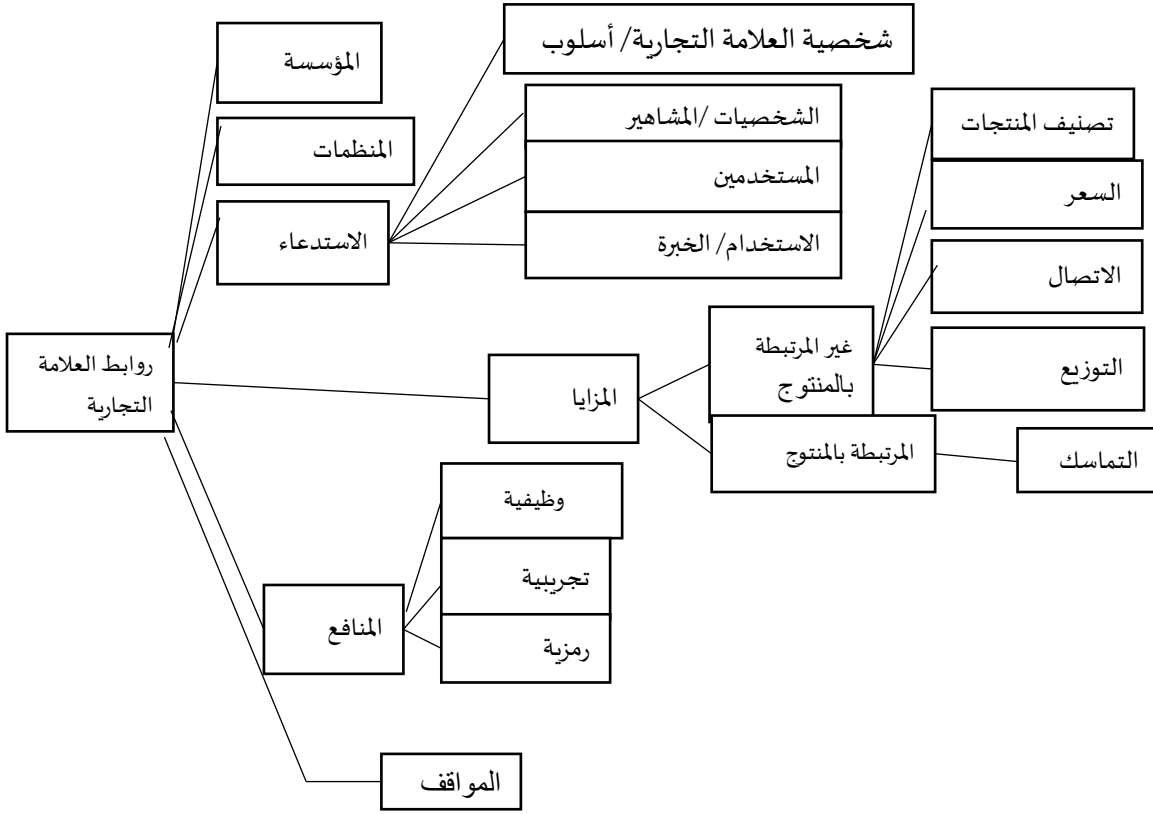 شخصية العلامة التجارية/ أسلوب
المؤسسة
الشخصيات /المشاهير
تصنيف المنتجات
المنظمات
المستخدمين
السعر
الاستدعاء
الاستخدام/ الخبرة
الاتصال
روابط العلامة
التجارية
المزايا
غير المرتبطة
بالمنتوج
التوزيع
المرتبطة بالمنتوج
التماسك
وظيفية
المنافع
تجريبية
رمزية
المواقف